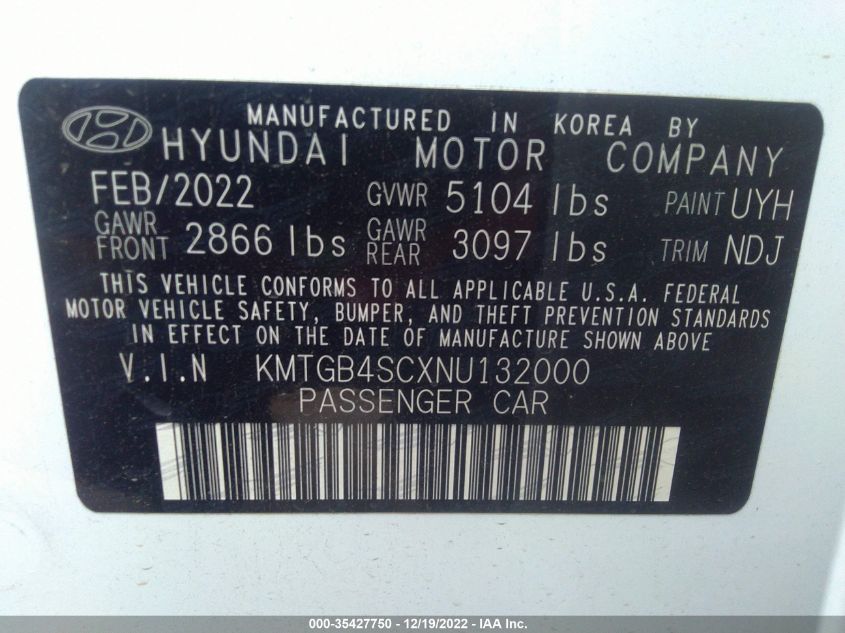 MANUFACTURED IN KOREA BY
HYUNDAI MOTOR COMPANY
FEB/2022 GVWR 5104 lbs PAINT UYH
GAWR FRONT 2866 lbs GAWR REAR 3097 lbs TRIM NDJ
THIS VEHICLE CONFORMS TO ALL APPLICABLE U.S.A. FEDERAL
MOTOR VEHICLE SAFETY, BUMPER, AND THEFT PREVENTION STANDARDS
IN EFFECT ON THE DATE OF MANUFACTURE SHOWN ABOVE
V.I.N KMTGB4SCXNU132000
PASSENGER CAR
000-35427750 - 12/19/2022 - IAA Inc.